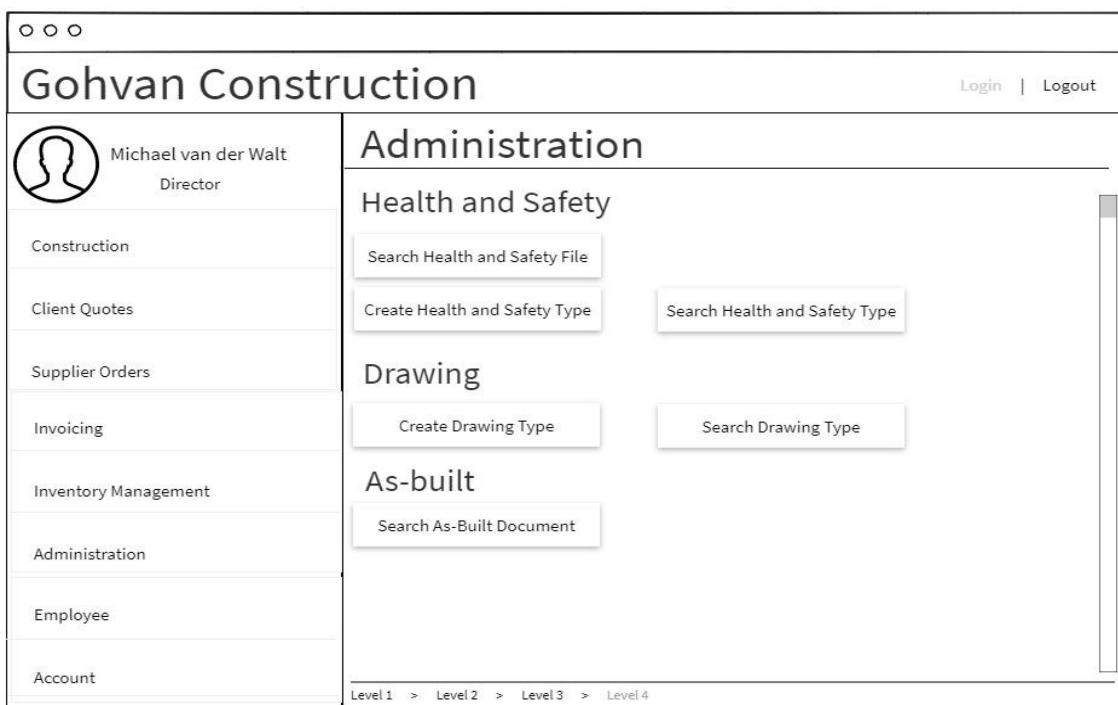 Gohvan Construction
Login | Logout
Michael van der Walt
Director
Construction
Client Quotes
Supplier Orders
Invoicing
Inventory Management
Administration
Employee
Account
Administration
Health and Safety
Search Health and Safety File
Create Health and Safety Type
Search Health and Safety Type
Drawing
Create Drawing Type
Search Drawing Type
As-built
Search As-Built Document
Level 1 > Level 2 > Level 3 > Level 4